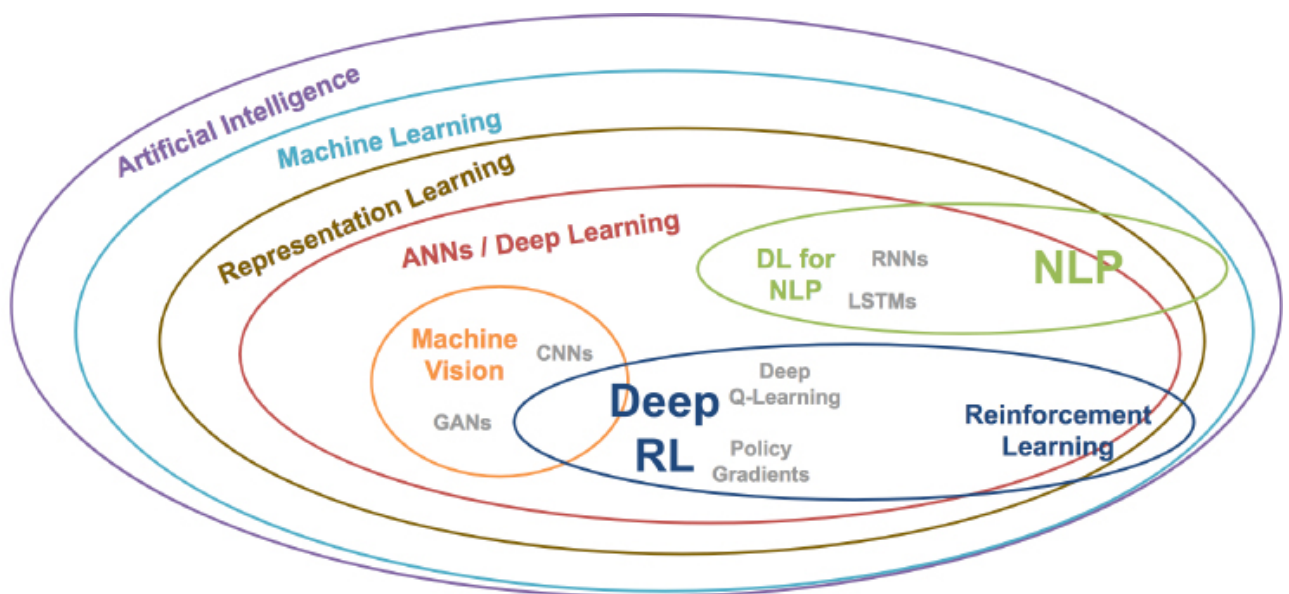 Artificial Intelligence
Machine Learning
Representation Learning
ANNs / Deep Learning
DL for
NLP
RNNs
LSTMs
NLP
Machine
Vision
CNNs
GANs
Deep
RL
Deep
Q-Learning
Policy
Gradients
Reinforcement
Learning